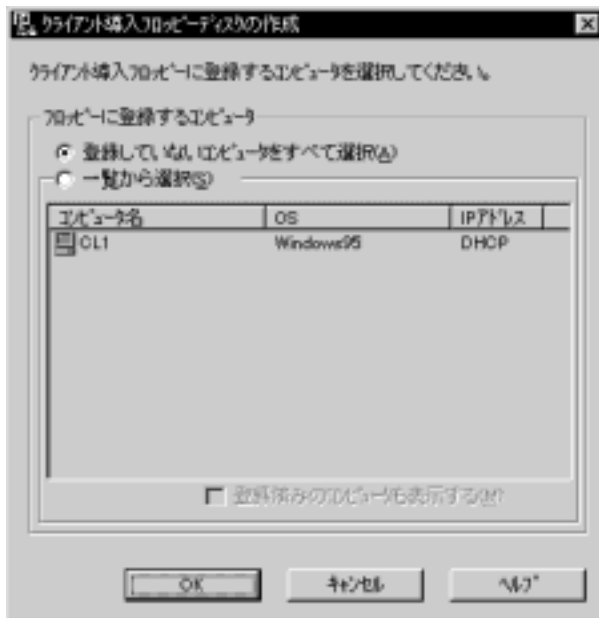 クライアント導入フロッピーディスクの作成
クライアント導入フロッピーに登録するコンピュータを選択してください。
フロッピーに登録するコンピュータ
登録していないコンピュータをすべて選択(A)
一覧から選択(S)
コンピュータ名 OS IPアドレス
CL1 Windows95 DHCP
登録済みのコンピュータも表示する(M)
OK キャンセル ヘルプ